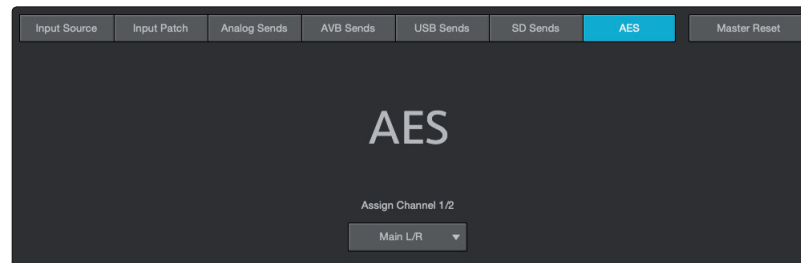 Input Source Input Patch Analog Sends AVB Sends USB Sends SD Sends AES Master Reset
AES
Assign Channel 1/2
Main L/R